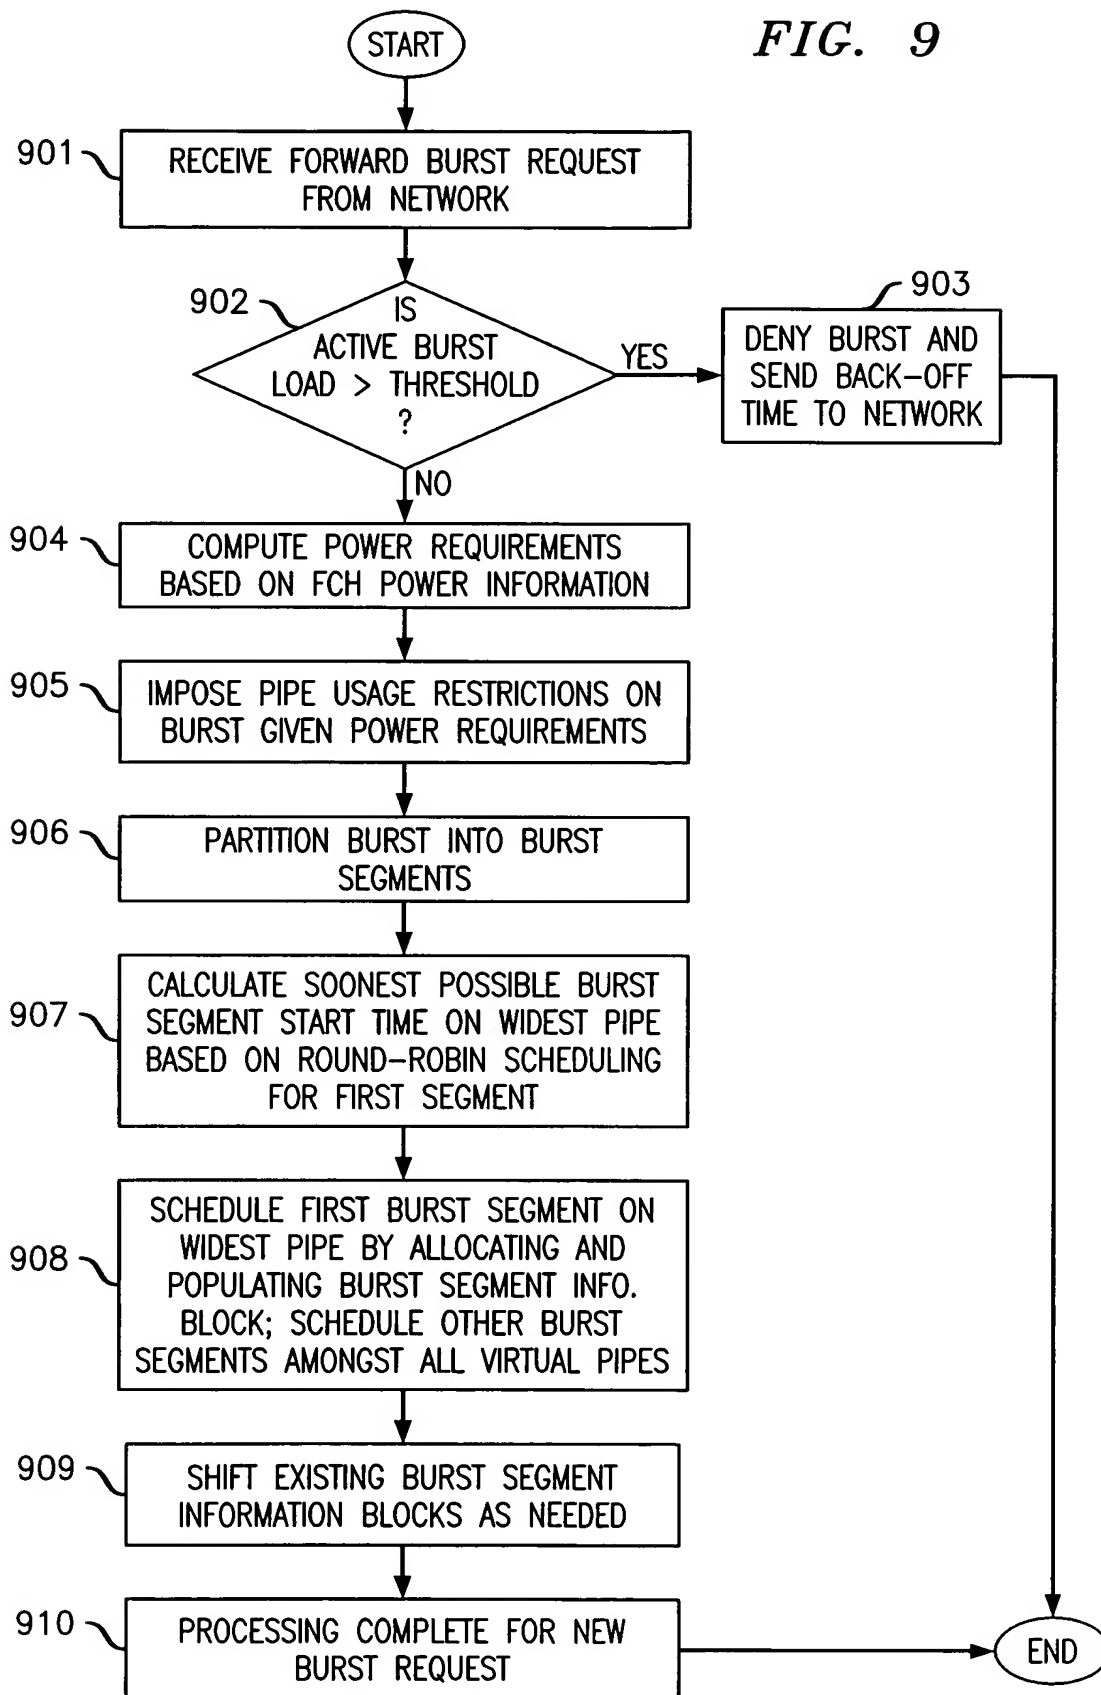 START
FIG. 9
901
RECEIVE FORWARD BURST REQUEST
FROM NETWORK
902
IS
ACTIVE BURST
LOAD > THRESHOLD
?
YES
903
DENY BURST AND
SEND BACK-OFF
TIME TO NETWORK
NO
904
COMPUTE POWER REQUIREMENTS
BASED ON FCH POWER INFORMATION
905
IMPOSE PIPE USAGE RESTRICTIONS ON
BURST GIVEN POWER REQUIREMENTS
906
PARTITION BURST INTO BURST
SEGMENTS
907
CALCULATE SOONEST POSSIBLE BURST
SEGMENT START TIME ON WIDEST PIPE
BASED ON ROUND-ROBIN SCHEDULING
FOR FIRST SEGMENT
908
SCHEDULE FIRST BURST SEGMENT ON
WIDEST PIPE BY ALLOCATING AND
POPULATING BURST SEGMENT INFO.
BLOCK; SCHEDULE OTHER BURST
SEGMENTS AMONGST ALL VIRTUAL PIPES
909
SHIFT EXISTING BURST SEGMENT
INFORMATION BLOCKS AS NEEDED
910
PROCESSING COMPLETE FOR NEW
BURST REQUEST
END